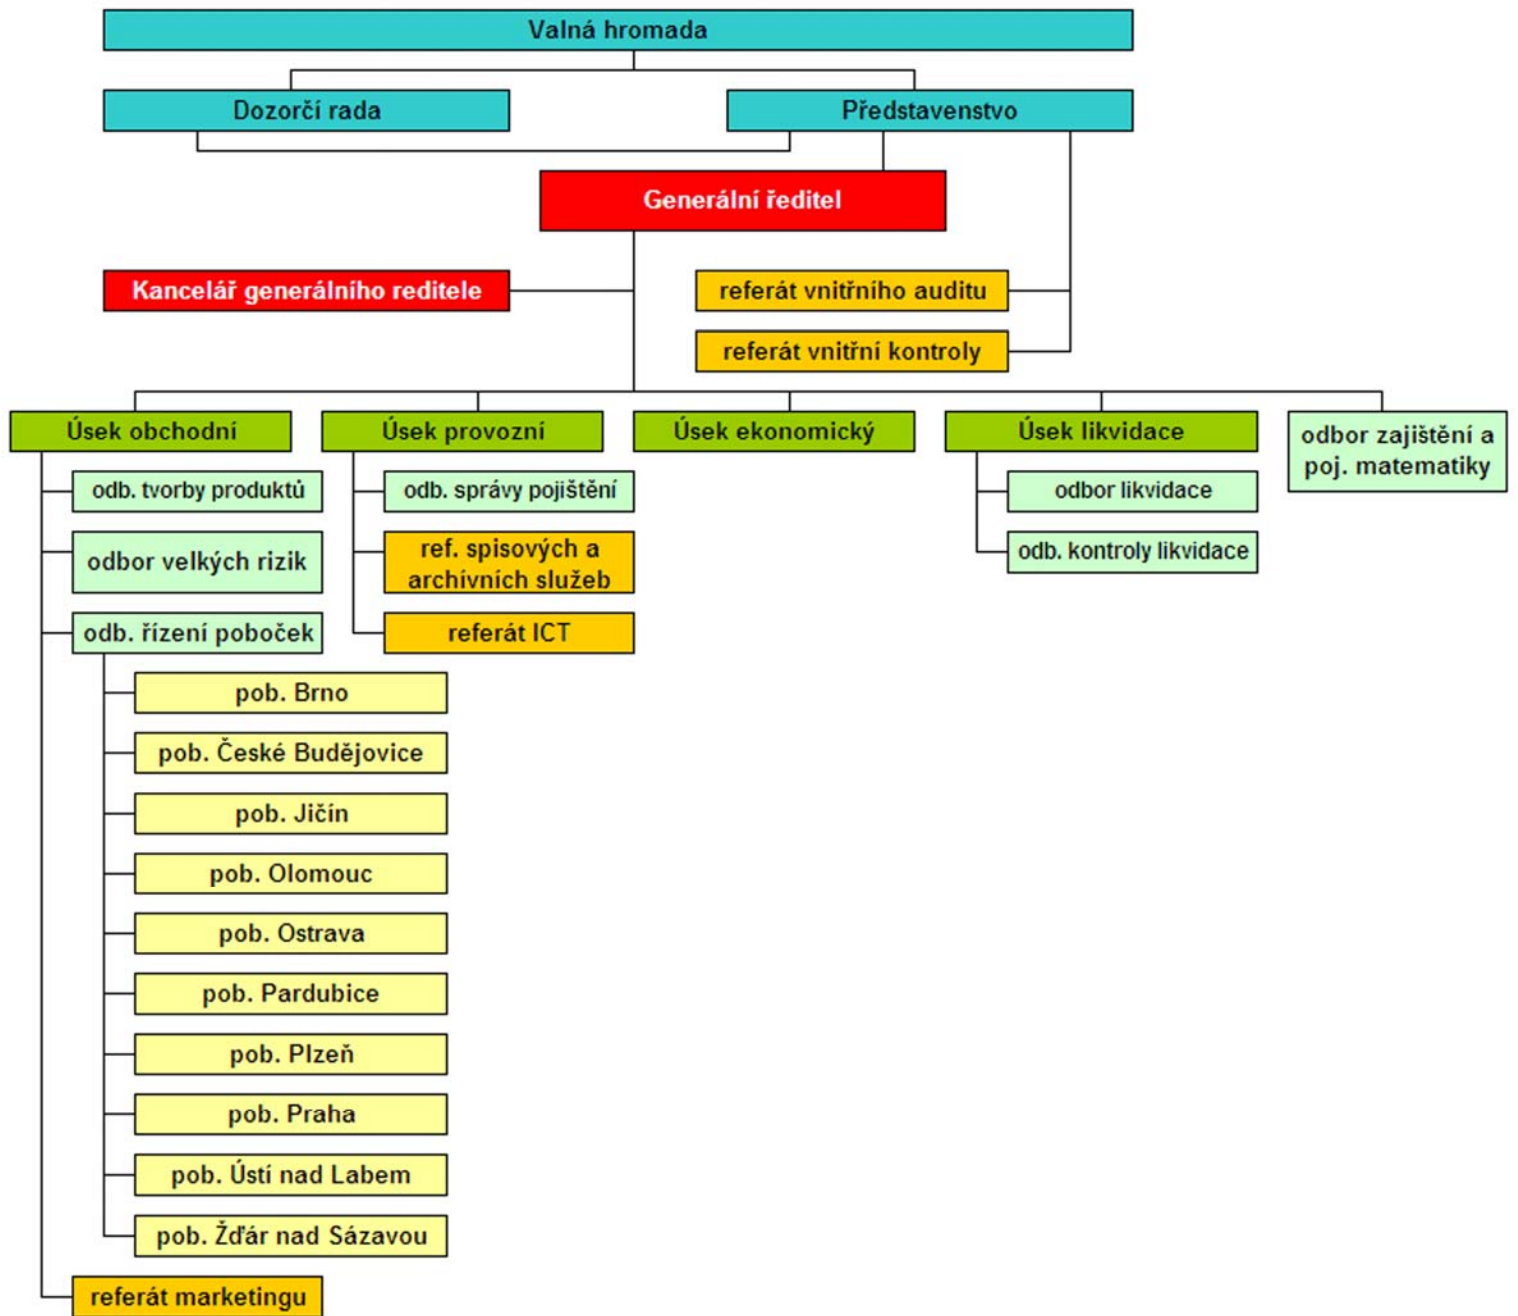 Valná hromada
Dozorčí rada
Představenstvo
Generální ředitel
Kancelář generálního reditele
referát vnitřního auditu
referát vnitřní kontroly
Úsek obchodní
Úsek provozní
Úsek ekonomický
Úsek likvidace
odbor zajištění a
poj. matematiky
odb. tvorby produktů
odbor velkých rizik
odb. řízení poboček
pob. Brno
pob. České Budějovice
pob. Jičín
pob. Olomouc
pob. Ostrava
pob. Pardubice
pob. Plzeň
pob. Praha
pob. Ústí nad Labem
pob. Žďár nad Sázavou
referát marketingu
odb. správy pojištění
ref. spisových a
archívních služeb
referát ICT
odbor likvidace
odb. kontroly likvidace